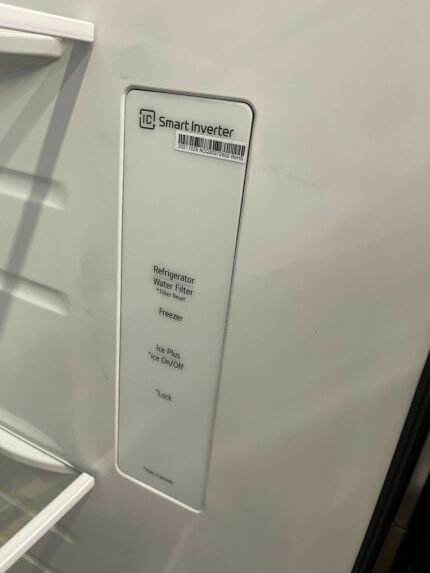 Smart Inverter
Refrigerator
Water Filter
*Filter Reset
Freezer
Ice Plus
*Ice On/Off
*Lock